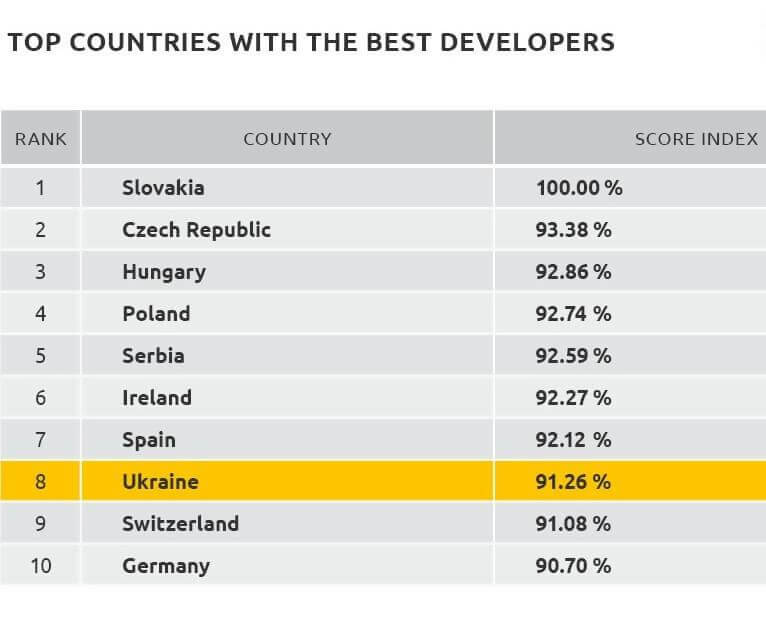 TOP COUNTRIES WITH THE BEST DEVELOPERS
RANK COUNTRY SCORE INDEX
1 Slovakia 100.00 %
2 Czech Republic 93.38 %
3 Hungary 92.86 %
4 Poland 92.74 %
5 Serbia 92.59 %
6 Ireland 92.27 %
7 Spain 92.12 %
8 Ukraine 91.26 %
9 Switzerland 91.08 %
10 Germany 90.70 %